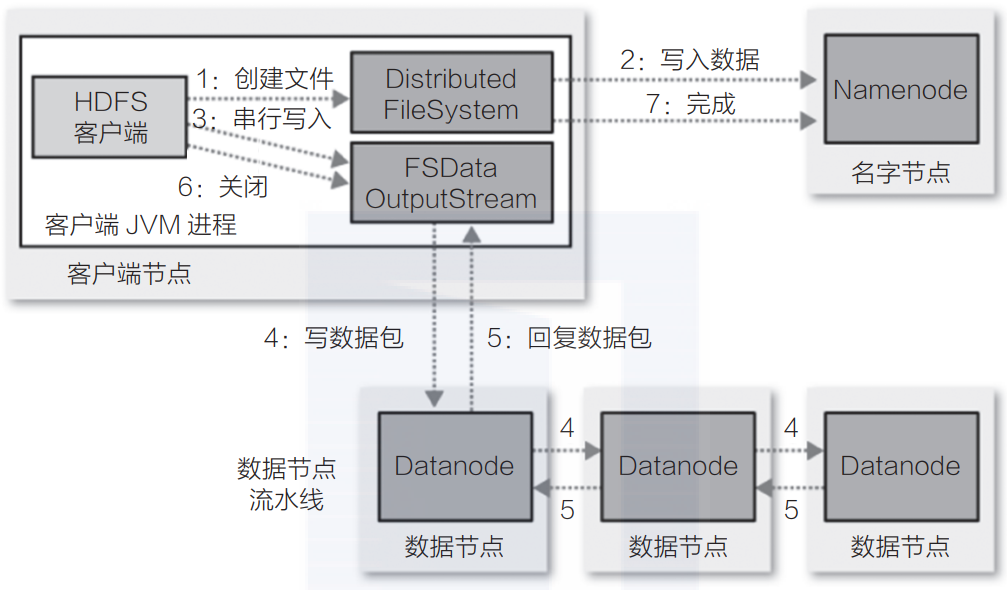 HDFS
客户端
1：创建文件
3：串行写入
6：关闭
客户端 JVM 进程
客户端节点
Distributed
FileSystem
FSData
OutputStream
2：写入数据
7：完成
Namenode
名字节点
4：写数据包
5：回复数据包
数据节点
流水线
Datanode
数据节点
4
5
Datanode
数据节点
4
5
Datanode
数据节点